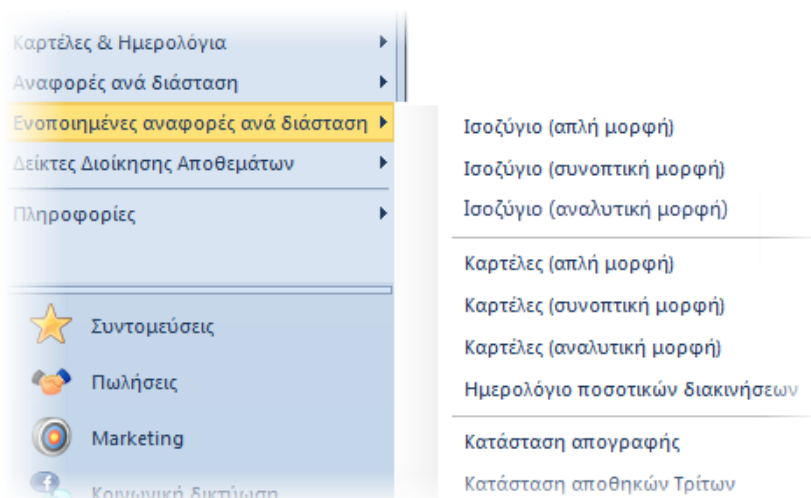 Καρτέλες & Ημερολόγια
Αναφορές ανά διάσταση
Ενοποιημένες αναφορές ανά διάσταση
Δείκτες Διοίκησης Αποθεμάτων
Πληροφορίες
Συντομεύσεις
Πωλήσεις
Marketing
Κοινωνική δικτύωση
Ισοζύγιο (απλή μορφή)
Ισοζύγιο (συνοπτική μορφή)
Ισοζύγιο (αναλυτική μορφή)
Καρτέλες (απλή μορφή)
Καρτέλες (συνοπτική μορφή)
Καρτέλες (αναλυτική μορφή)
Ημερολόγιο ποσοτικών διακινήσεων
Κατάσταση απογραφής
Κατάσταση αποθηκών Τρίτων